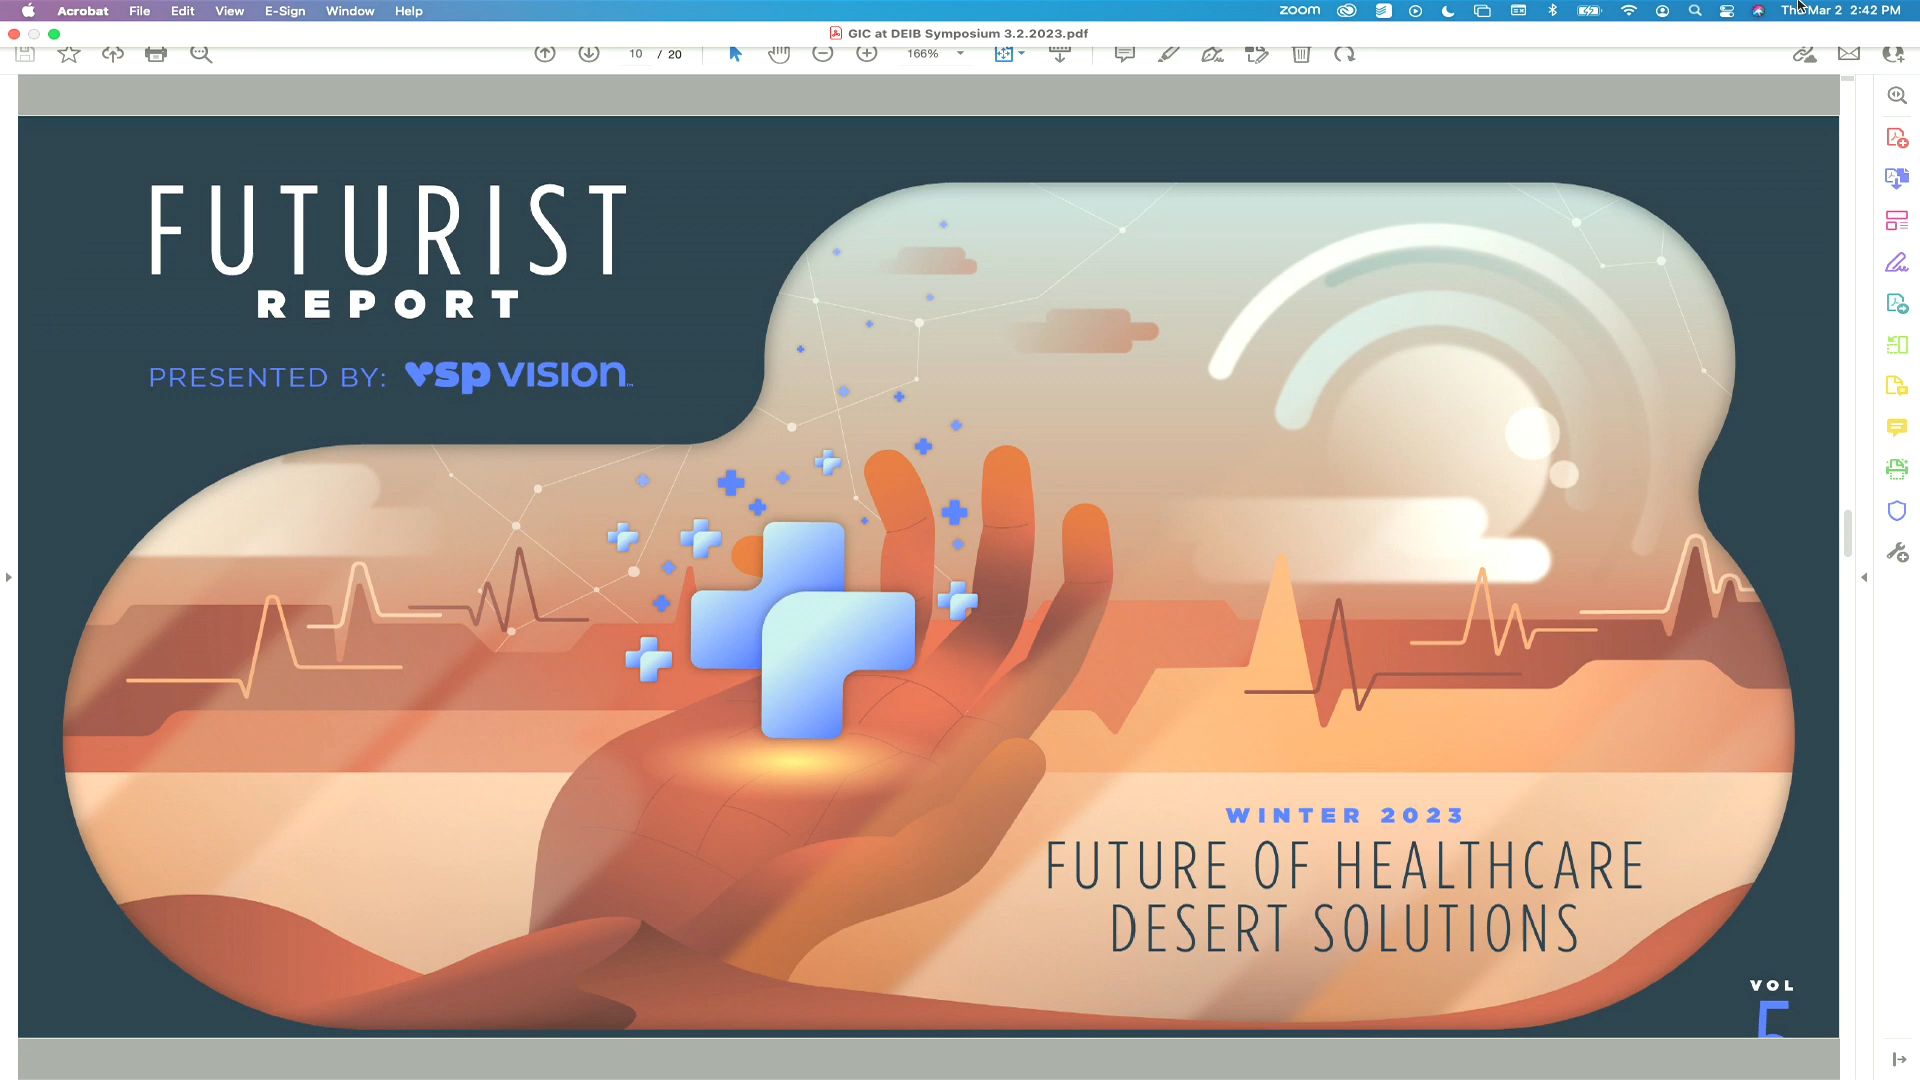 Acrobat File Edit View E-Sign Window Help
zoom
Thu Mar 2 2:42 PM
GIC at DEIB Symposium 3.2.2023.pdf
10 / 20
166%
FUTURIST
REPORT
PRESENTED BY: vsp VISION
WINTER 2023
FUTURE OF HEALTHCARE
DESERT SOLUTIONS
VOL
5